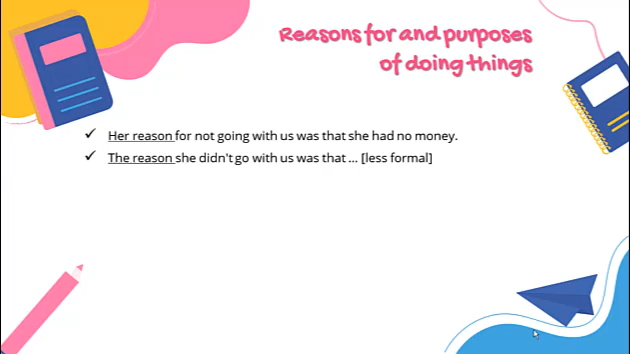 Reasons for and purposes
of doing things
✓ Her reason for not going with us was that she had no money.
✓ The reason she didn't go with us was that ... [less formal]